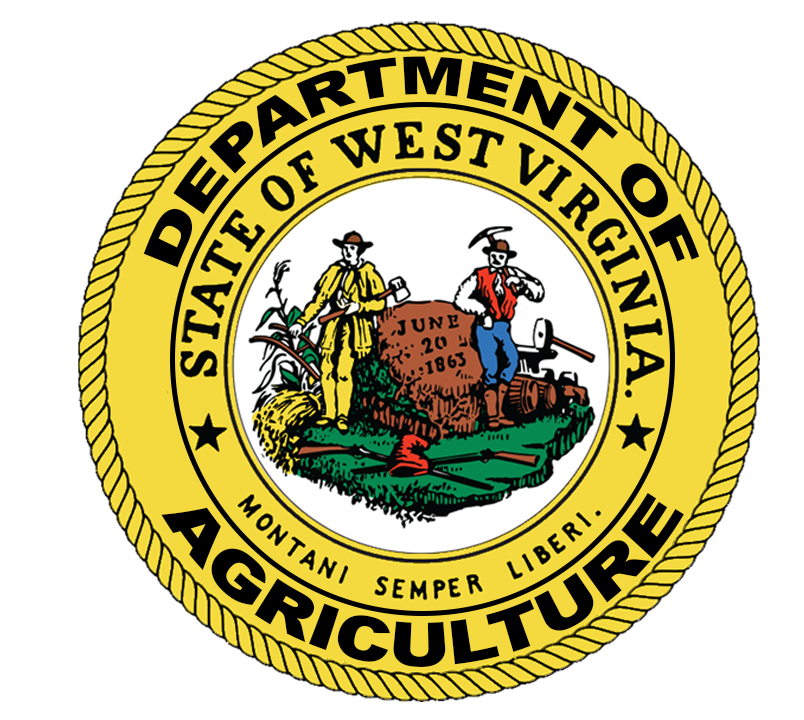 DEPARTMENT OF
STATE OF WEST VIRGINIA.
JUNE
20
1863
MONTANI SEMPER LIBERI.
AGRICULTURE